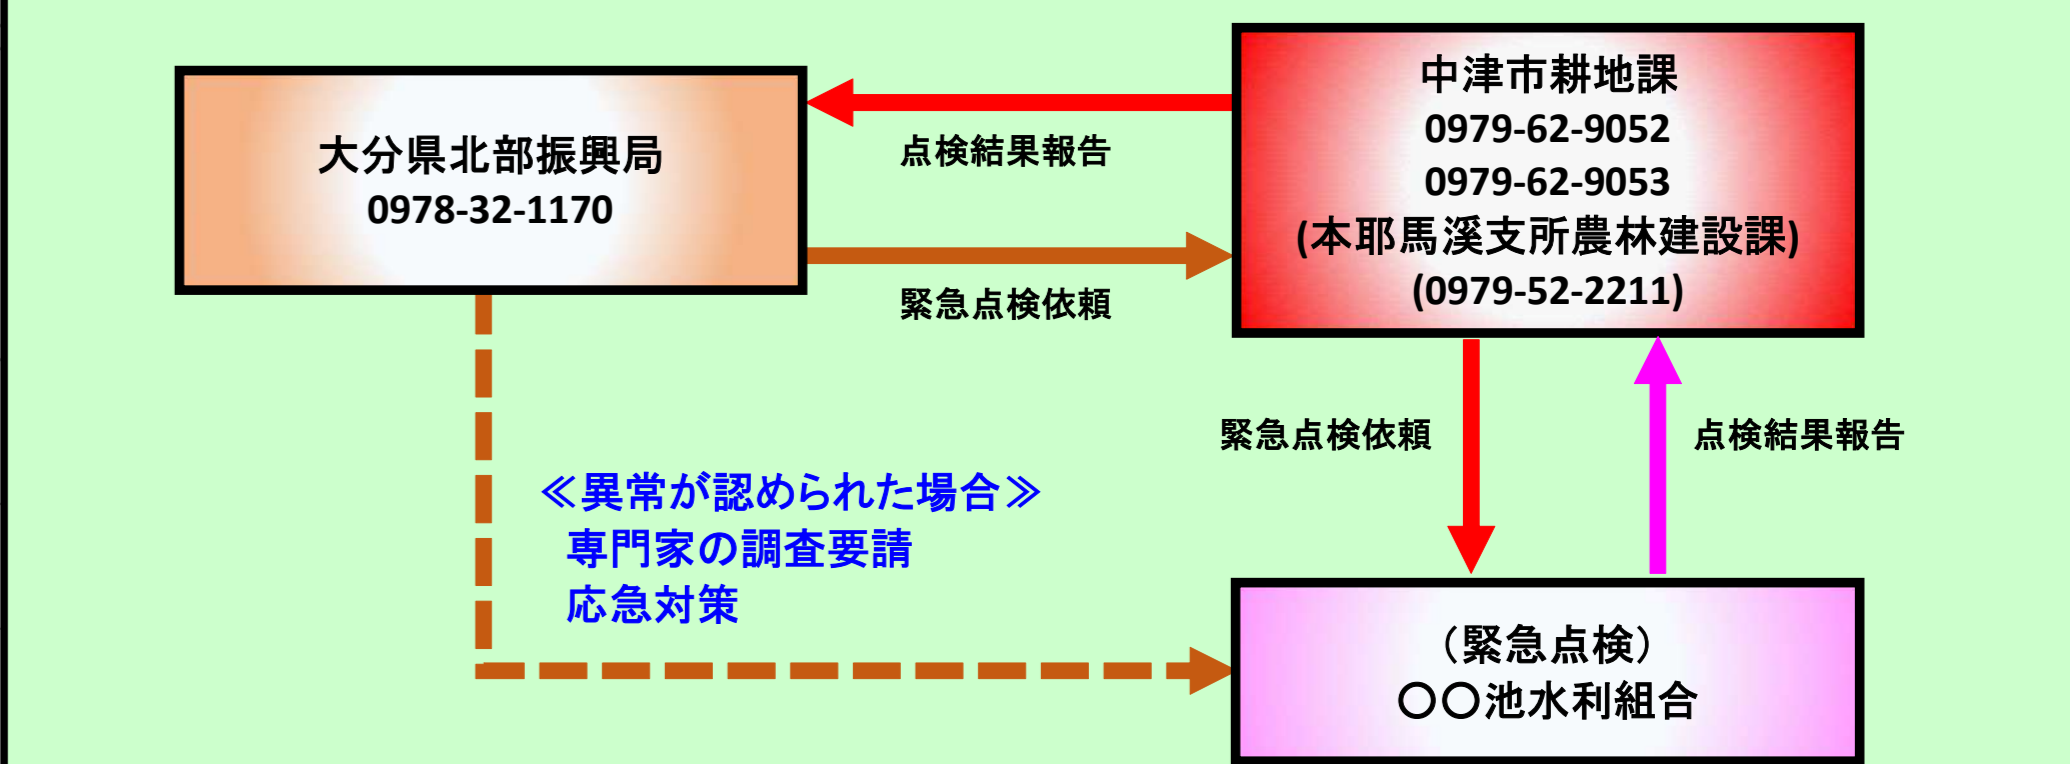 大分県北部振興局
0978-32-1170
点検結果報告
緊急点検依頼
中津市耕地課
0979-62-9052
0979-62-9053
(本耶馬溪支所農林建設課)
(0979-52-2211)
緊急点検依頼
点検結果報告
≪異常が認められた場合≫
専門家の調査要請
応急対策
（緊急点検）
〇〇池水利組合